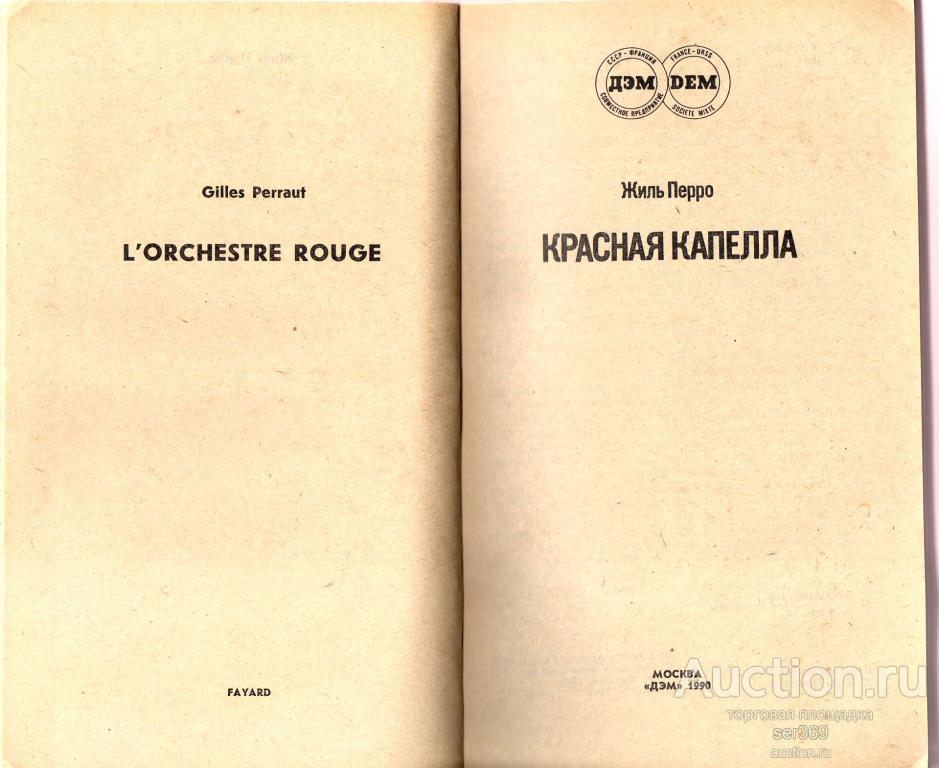 Gilles Perraut
L'ORCHESTRE ROUGE
FAYARD
СССР - ФРАНЦИЯ
ДЭМ
СОВМЕСТНОЕ ПРЕДПРИЯТИЕ
FRANCE - URSS
DEM
SOCIETE MIXTE
Жиль Перро
КРАСНАЯ КАПЕЛЛА
МОСКВА
«ДЭМ» 1990
Auction.ru
торговая площадка
ser369
auction.ru